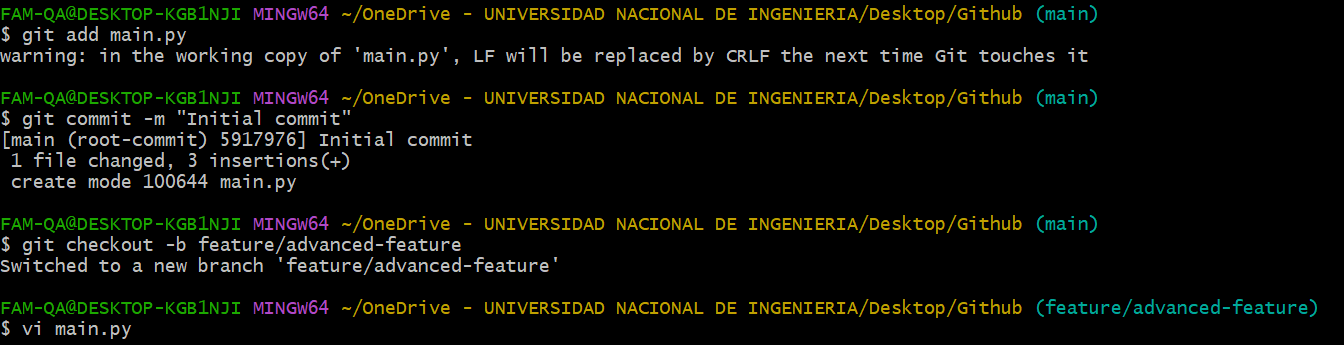 FAM-QA@DESKTOP-KGB1NJI MINGW64 ~/OneDrive - UNIVERSIDAD NACIONAL DE INGENIERIA/Desktop/Github (main)
$ git add main.py
warning: in the working copy of 'main.py', LF will be replaced by CRLF the next time Git touches it
FAM-QA@DESKTOP-KGB1NJI MINGW64 ~/OneDrive - UNIVERSIDAD NACIONAL DE INGENIERIA/Desktop/Github (main)
$ git commit -m "Initial commit"
[main (root-commit) 5917976] Initial commit
 1 file changed, 3 insertions(+)
 create mode 100644 main.py
FAM-QA@DESKTOP-KGB1NJI MINGW64 ~/OneDrive - UNIVERSIDAD NACIONAL DE INGENIERIA/Desktop/Github (main)
$ git checkout -b feature/advanced-feature
Switched to a new branch 'feature/advanced-feature'
FAM-QA@DESKTOP-KGB1NJI MINGW64 ~/OneDrive - UNIVERSIDAD NACIONAL DE INGENIERIA/Desktop/Github (feature/advanced-feature)
$ vi main.py